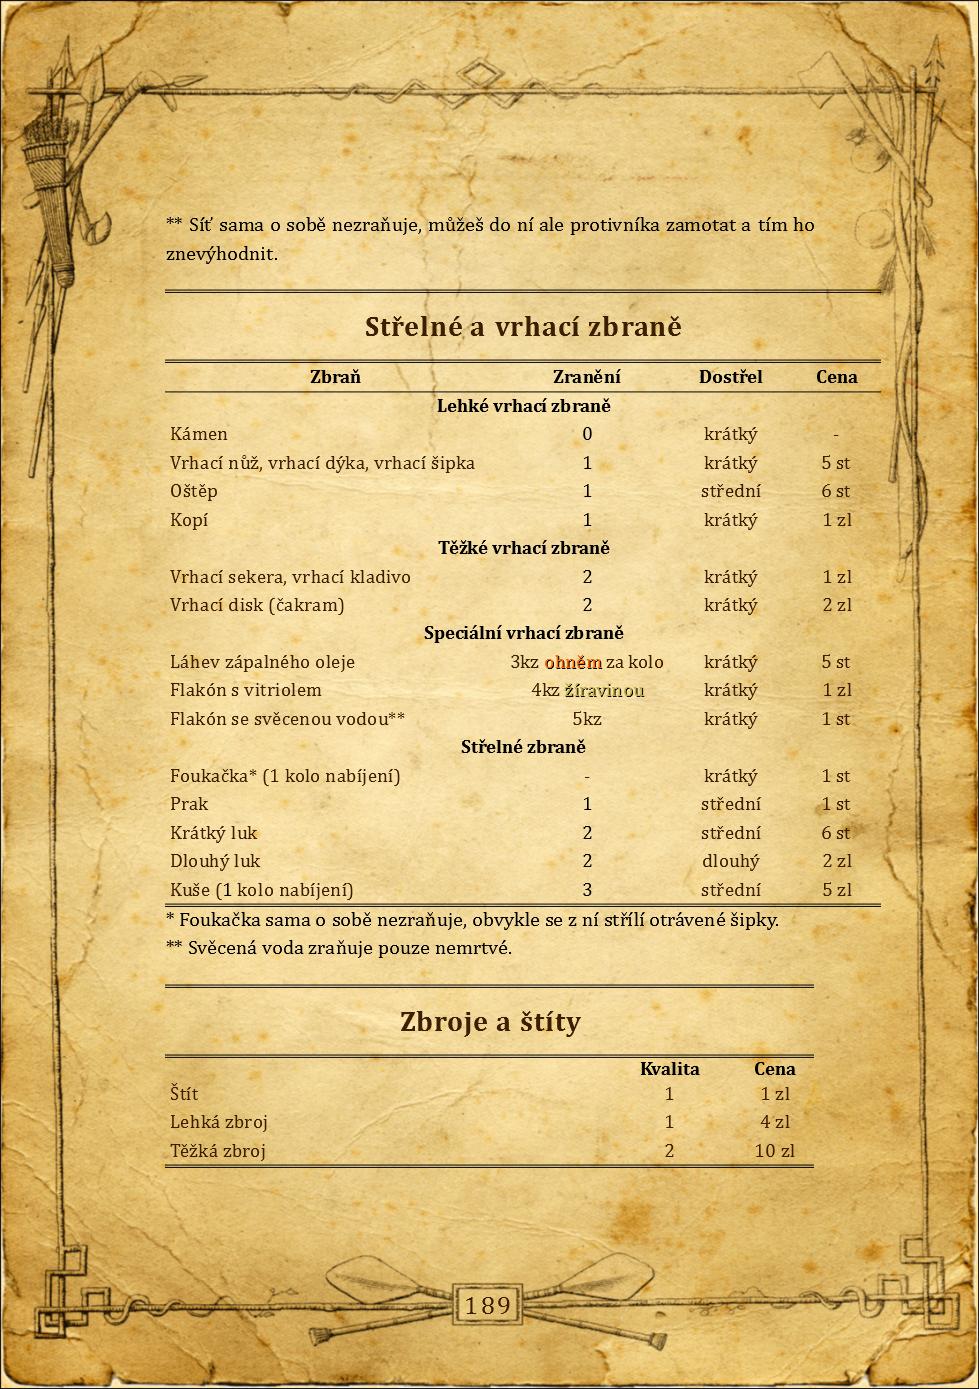 ** Síť sama o sobě nezraňuje, můžeš do ní ale protivníka zamotat a tím ho
znevýhodnit.
Střelné a vrhací zbraně
Zbraň Zranění Dostřel Cena
Lehké vrhací zbraně
Kámen 0 krátký -
Vrhací nůž, vrhací dýka, vrhací šipka 1 krátký 5 st
Oštěp 1 střední 6 st
Kopí 1 krátký 1 zl
Těžké vrhací zbraně
Vrhací sekera, vrhací kladivo 2 krátký 1 zl
Vrhací disk (čakram) 2 krátký 2 zl
Speciální vrhací zbraně
Láhev zápalného oleje 3kz ohněm za kolo krátký 5 st
Flakón s vitriolem 4kz žíravinou krátký 1 zl
Flakón se svěcenou vodou** 5kz krátký 1 st
Střelné zbraně
Foukačka* (1 kolo nabíjení) - krátký 1 st
Prak 1 střední 1 st
Krátký luk 2 střední 6 st
Dlouhý luk 2 dlouhý 2 zl
Kuše (1 kolo nabíjení) 3 střední 5 zl
* Foukačka sama o sobě nezraňuje, obvykle se z ní střílí otrávené šipky.
** Svěcená voda zraňuje pouze nemrtvé.
Zbroje a štíty
Kvalita Cena
Štít 1 1 zl
Lehká zbroj 1 4 zl
Těžká zbroj 2 10 zl
189